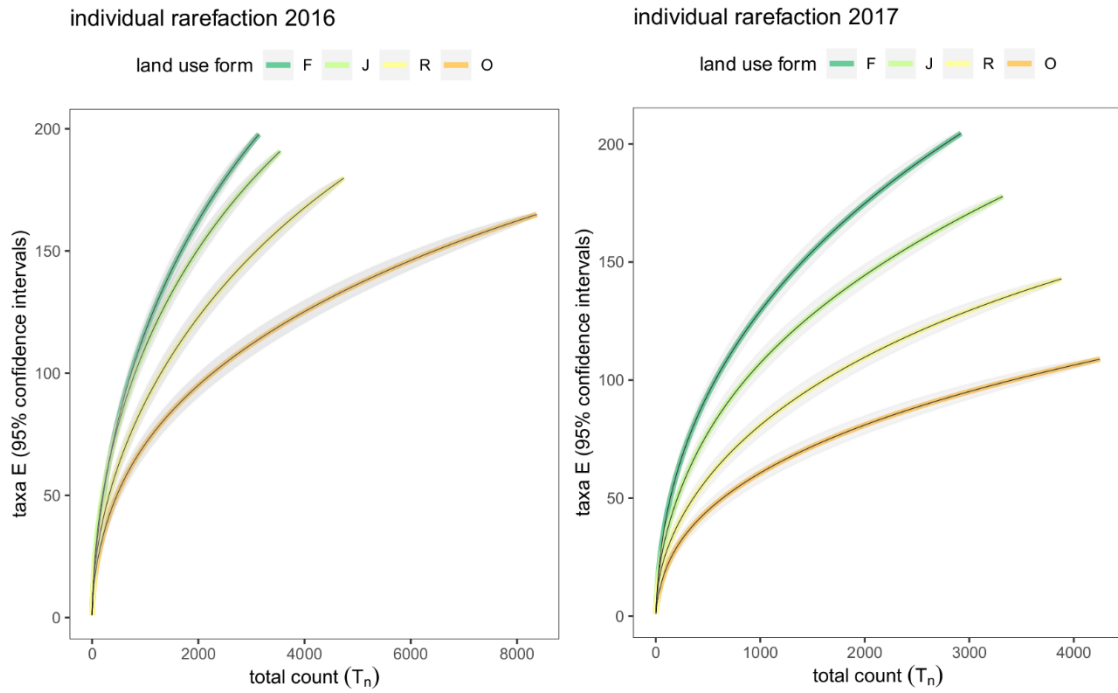 individual rarefaction 2016
land use form F J R O
taxa E (95% confidence intervals)
200
150
100
50
0
0 2000 4000 6000 8000
total count (Tn)
individual rarefaction 2017
land use form F J R O
taxa E (95% confidence intervals)
200
150
100
50
0
0 1000 2000 3000 4000
total count (Tn)